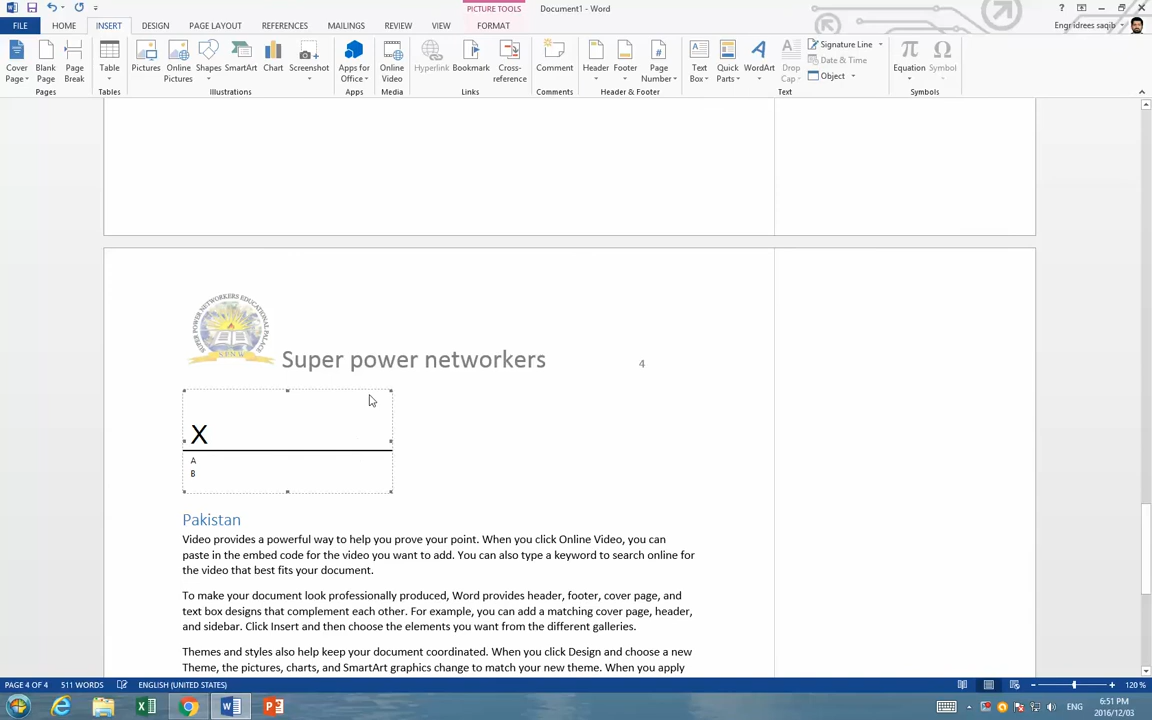 PICTURE TOOLS
Document1 - Word
FILE HOME INSERT DESIGN PAGE LAYOUT REFERENCES MAILINGS REVIEW VIEW FORMAT
Engr idrees saqib
Cover Page
Blank Page
Page Break
Table
Pictures
Online Pictures
Shapes
SmartArt
Chart
Screenshot
Apps for Office
Online Video
Hyperlink
Bookmark
Cross-reference
Comment
Header
Footer
Page Number
Text Box
Quick Parts
WordArt
Drop Cap
Signature Line
Date & Time
Object
Equation
Symbol
Pages Tables Illustrations Apps Media Links Comments Header & Footer Text Symbols
SUPER POWER NETWORKERS EDUCATIONAL PALACE
S.P.N.W
Super power networkers 4
X
A
B
Pakistan
Video provides a powerful way to help you prove your point. When you click Online Video, you can
paste in the embed code for the video you want to add. You can also type a keyword to search online for
the video that best fits your document.
To make your document look professionally produced, Word provides header, footer, cover page, and
text box designs that complement each other. For example, you can add a matching cover page, header,
and sidebar. Click Insert and then choose the elements you want from the different galleries.
Themes and styles also help keep your document coordinated. When you click Design and choose a new
Theme, the pictures, charts, and SmartArt graphics change to match your new theme. When you apply
PAGE 4 OF 4 511 WORDS ENGLISH (UNITED STATES) 120 %
ENG
6:51 PM
2016/12/03